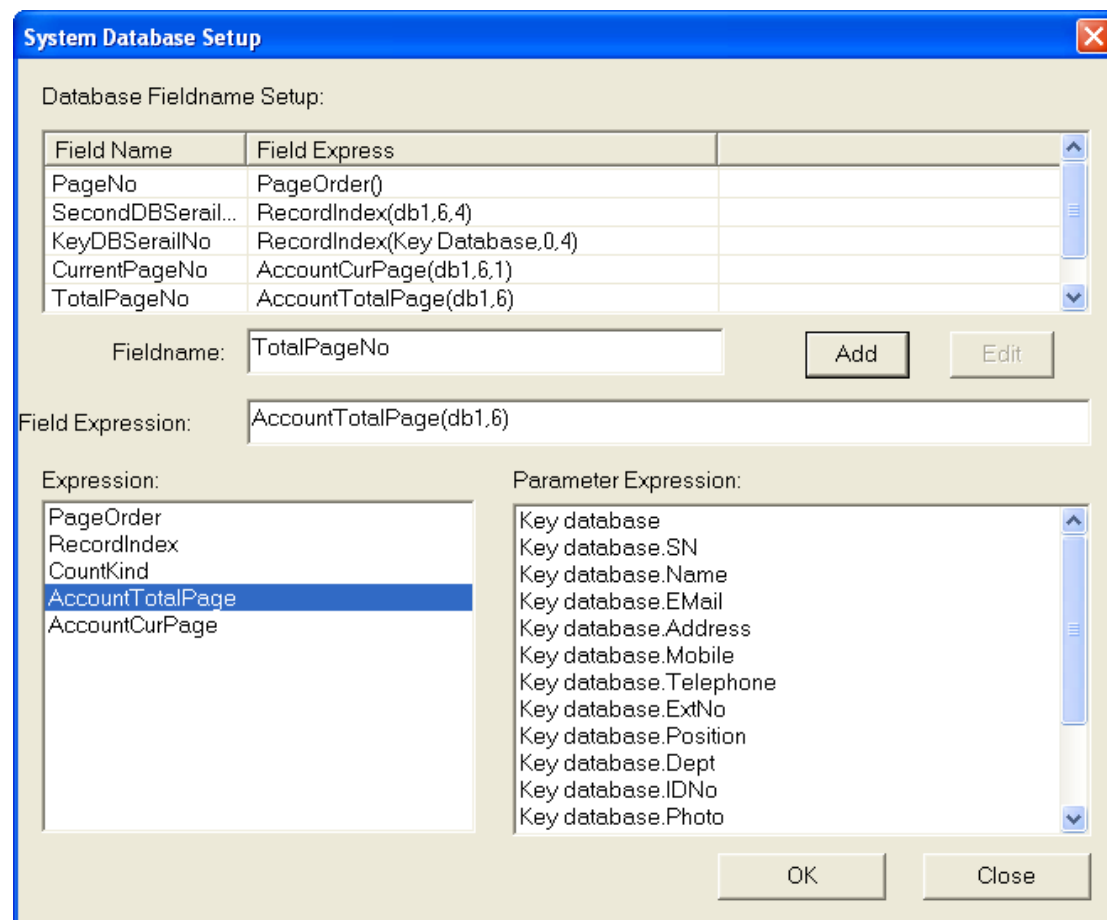 System Database Setup
Database Fieldname Setup:
Field Name Field Express
PageNo PageOrder()
SecondDBSerail... RecordIndex(db1,6,4)
KeyDBSerailNo RecordIndex(Key Database,0,4)
CurrentPageNo AccountCurPage(db1,6,1)
TotalPageNo AccountTotalPage(db1,6)
Fieldname: TotalPageNo Add Edit
Field Expression: AccountTotalPage(db1,6)
Expression:
PageOrder
RecordIndex
CountKind
AccountTotalPage
AccountCurPage
Parameter Expression:
Key database
Key database.SN
Key database.Name
Key database.EMail
Key database.Address
Key database.Mobile
Key database.Telephone
Key database.ExtNo
Key database.Position
Key database.Dept
Key database.IDNo
Key database.Photo
OK Close